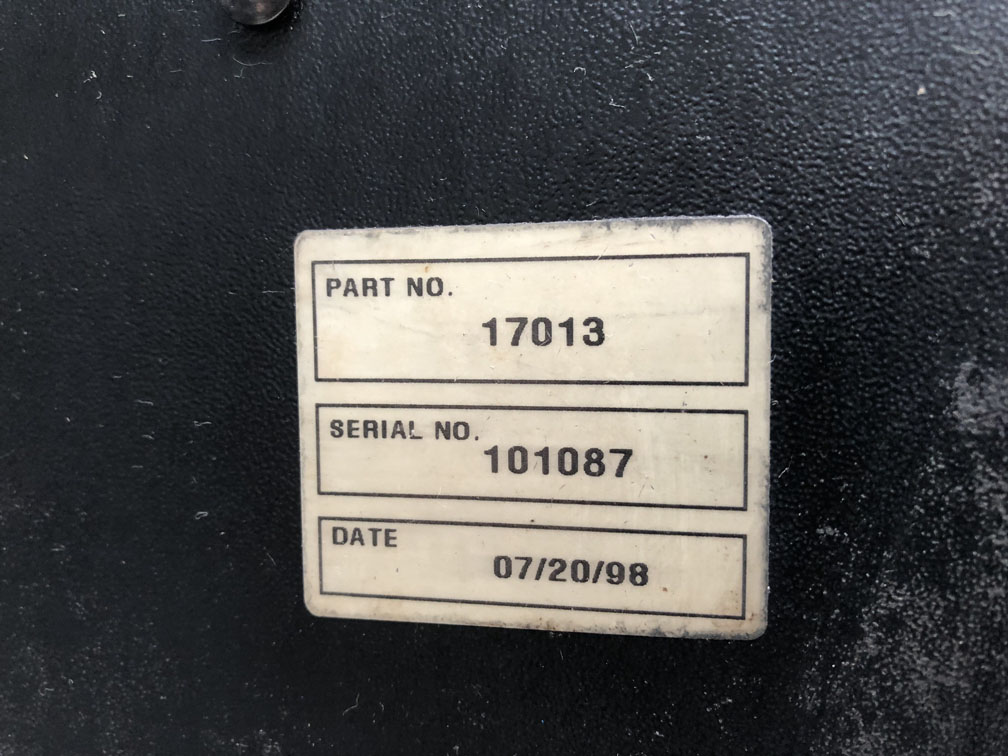 PART NO.
17013
SERIAL NO.
101087
DATE
07/20/98